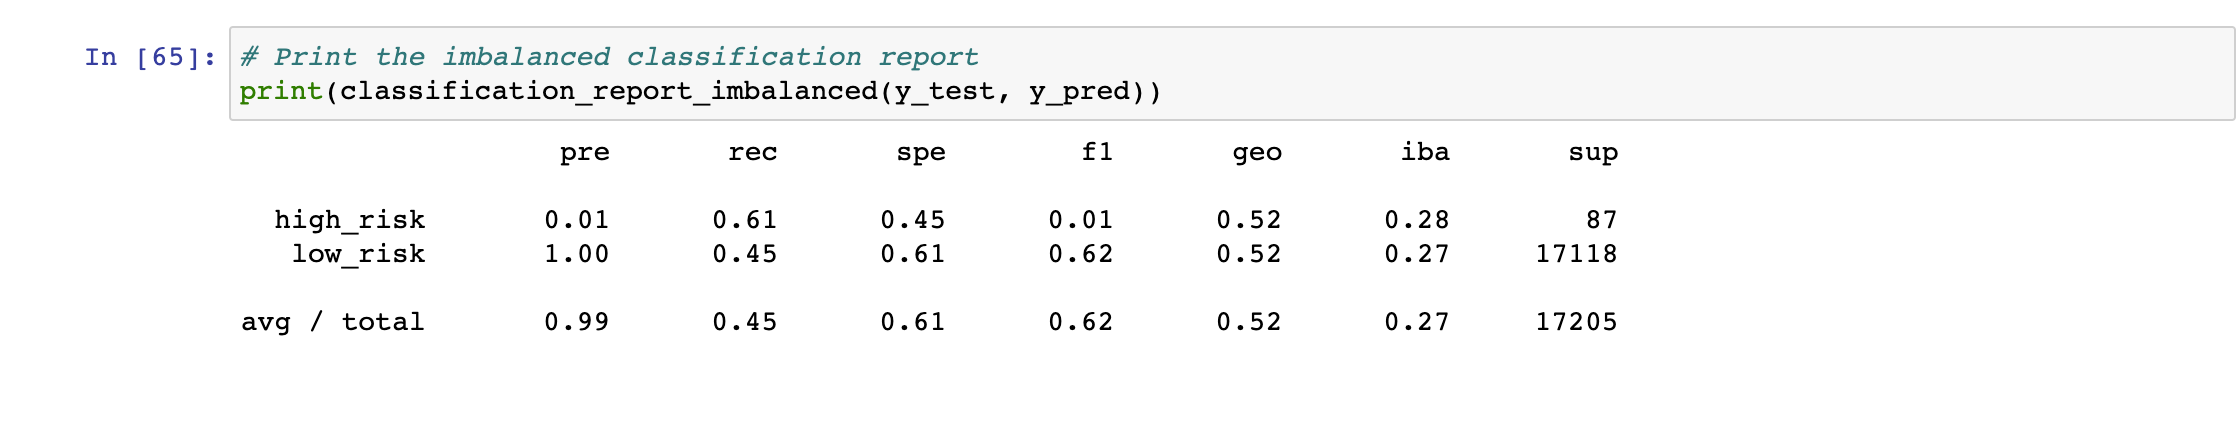 In [65]: # Print the imbalanced classification report
print(classification_report_imbalanced(y_test, y_pred))
pre rec spe f1 geo iba sup
high_risk 0.01 0.61 0.45 0.01 0.52 0.28 87
low_risk 1.00 0.45 0.61 0.62 0.52 0.27 17118
avg / total 0.99 0.45 0.61 0.62 0.52 0.27 17205